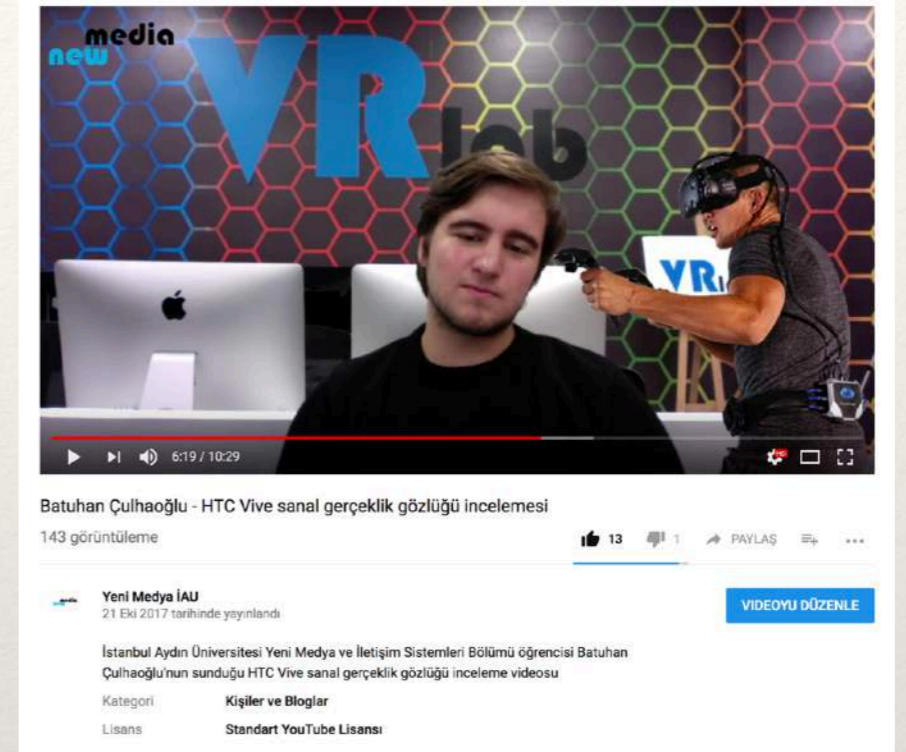 media
new
VR
lab
VR
6:19 / 10:29
HD
Batuhan Çulhaoğlu - HTC Vive sanal gerçeklik gözlüğü incelemesi
143 görüntüleme
13
1
PAYLAŞ
Yeni Medya İAU
21 Eki 2017 tarihinde yayınlandı
VIDEOYU DÜZENLE
İstanbul Aydın Üniversitesi Yeni Medya ve İletişim Sistemleri Bölümü öğrencisi Batuhan
Çulhaoğlu'nun sunduğu HTC Vive sanal gerçeklik gözlüğü inceleme videosu
Kategori Kişiler ve Bloglar
Lisans Standart YouTube Lisansı